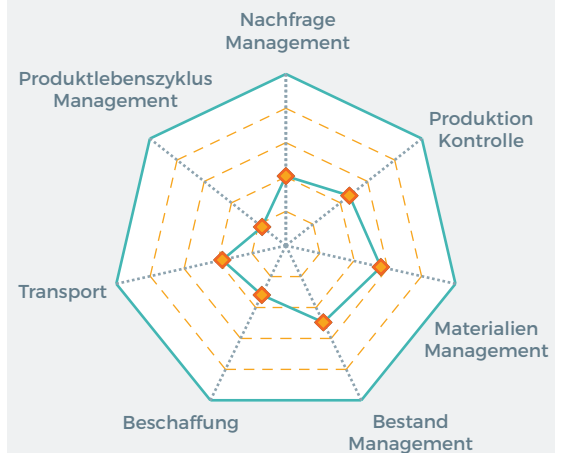 Nachfrage
Management
Produktlebenszyklus
Management
Produktion
Kontrolle
Transport
Materialien
Management
Beschaffung
Bestand
Management